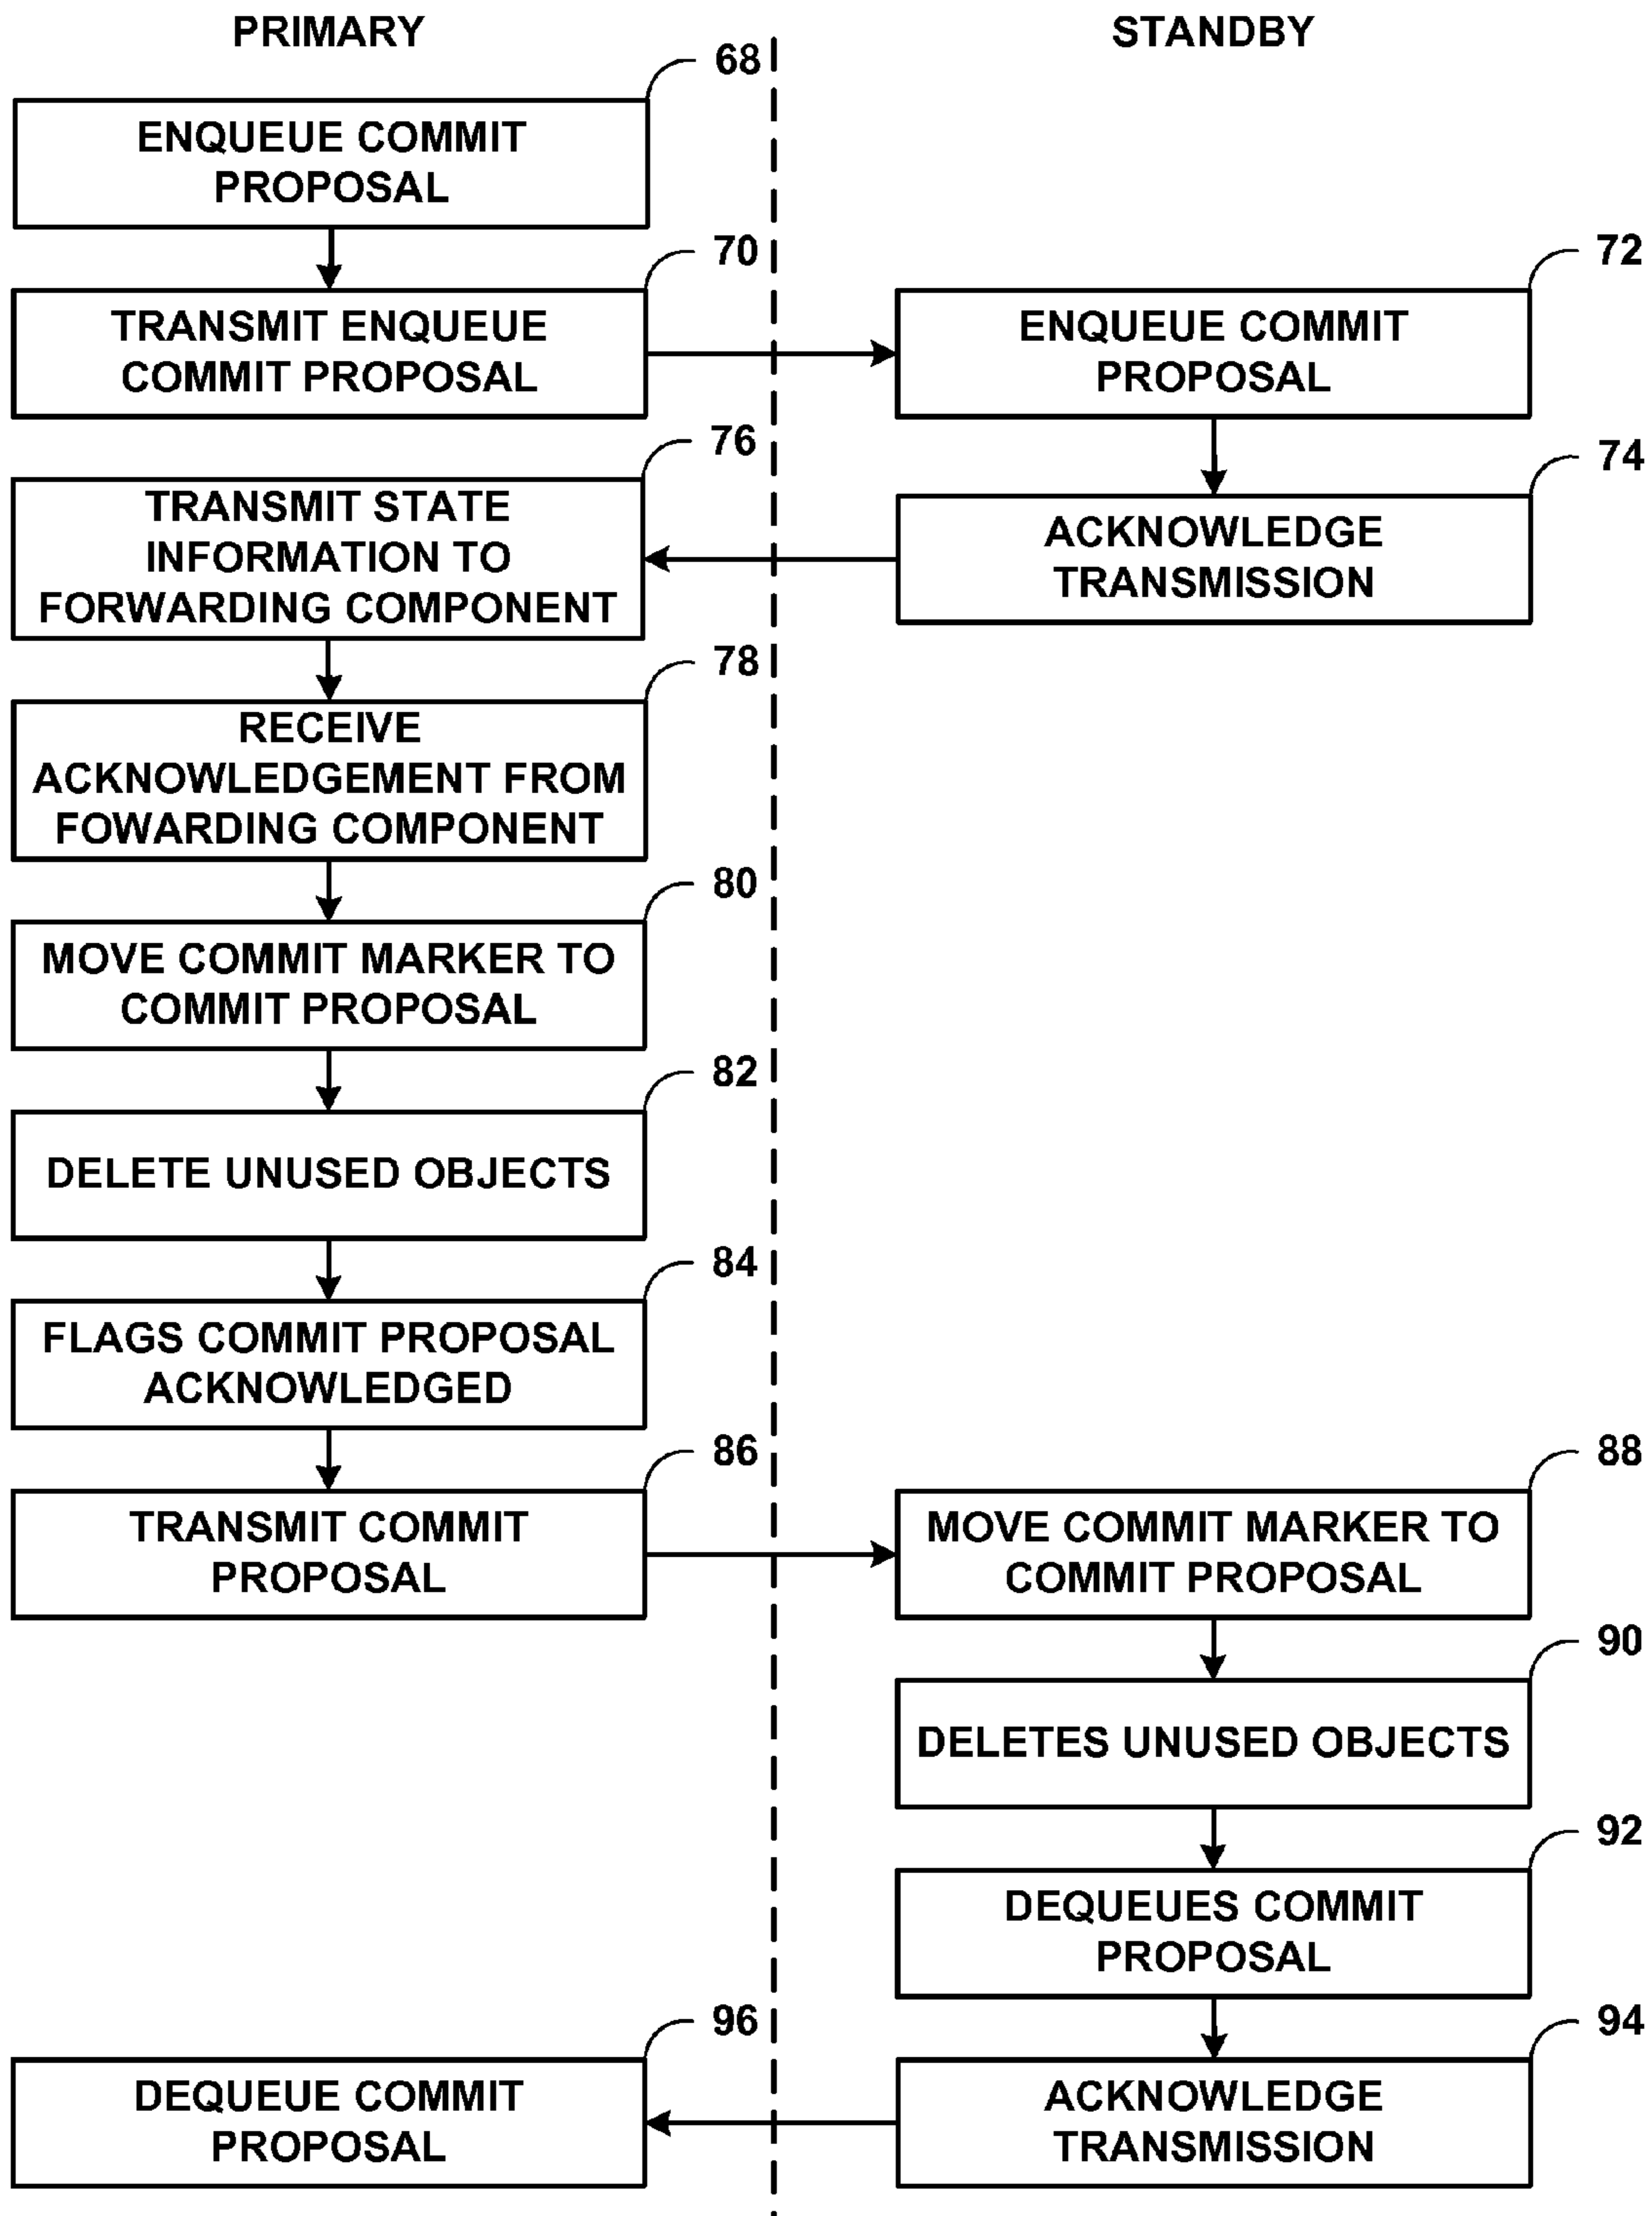 PRIMARY
STANDBY
68
ENQUEUE COMMIT
PROPOSAL
70
TRANSMIT ENQUEUE
COMMIT PROPOSAL
72
ENQUEUE COMMIT
PROPOSAL
74
ACKNOWLEDGE
TRANSMISSION
76
TRANSMIT STATE
INFORMATION TO
FORWARDING COMPONENT
78
RECEIVE
ACKNOWLEDGEMENT FROM
FOWARDING COMPONENT
80
MOVE COMMIT MARKER TO
COMMIT PROPOSAL
82
DELETE UNUSED OBJECTS
84
FLAGS COMMIT PROPOSAL
ACKNOWLEDGED
86
TRANSMIT COMMIT
PROPOSAL
88
MOVE COMMIT MARKER TO
COMMIT PROPOSAL
90
DELETES UNUSED OBJECTS
92
DEQUEUES COMMIT
PROPOSAL
94
ACKNOWLEDGE
TRANSMISSION
96
DEQUEUE COMMIT
PROPOSAL